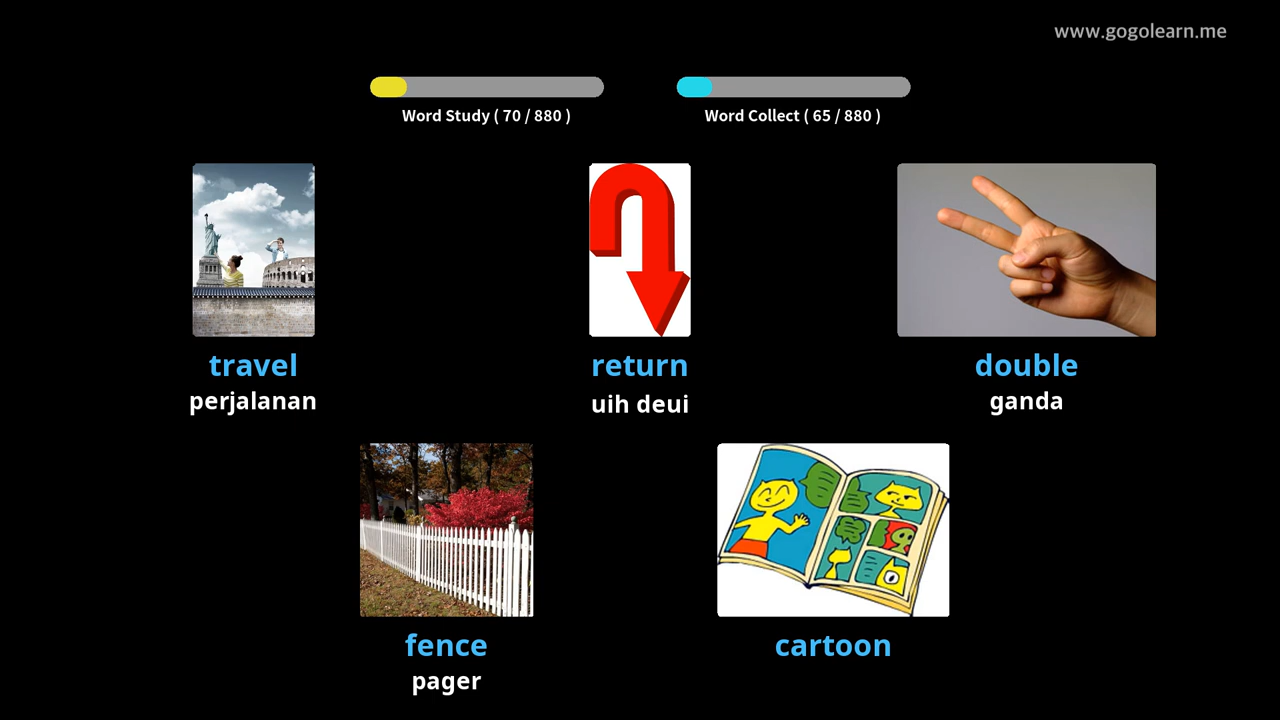 www.gogolearn.me
Word Study ( 70 / 880 )
Word Collect ( 65 / 880 )
travel
perjalanan
return
uih deui
double
ganda
fence
pager
cartoon